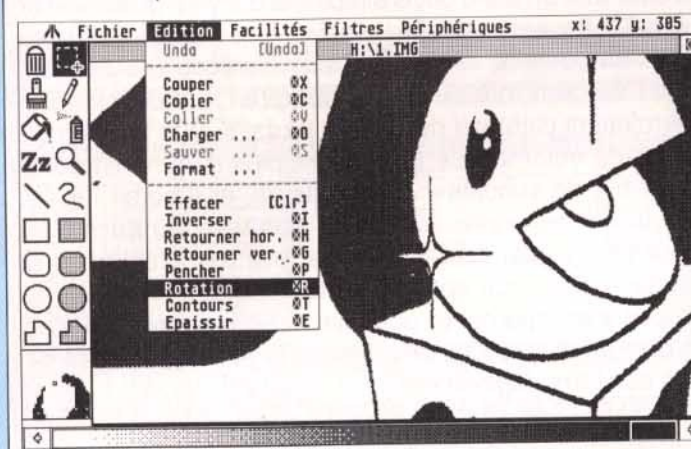 Fichier Edition Facilités Filtres Périphériques x: 437 y: 305
H:\1.IMG
Undo [Undo]
Couper ◆X
Copier ◆C
Coller ◆V
Charger ... ◆O
Sauver ... ◆S
Format ...
Effacer [Clr]
Inverser ◆I
Retourner hor. ◆H
Retourner ver. ◆G
Pencher ◆P
Rotation ◆R
Contours ◆T
Epaissir ◆E
Zz